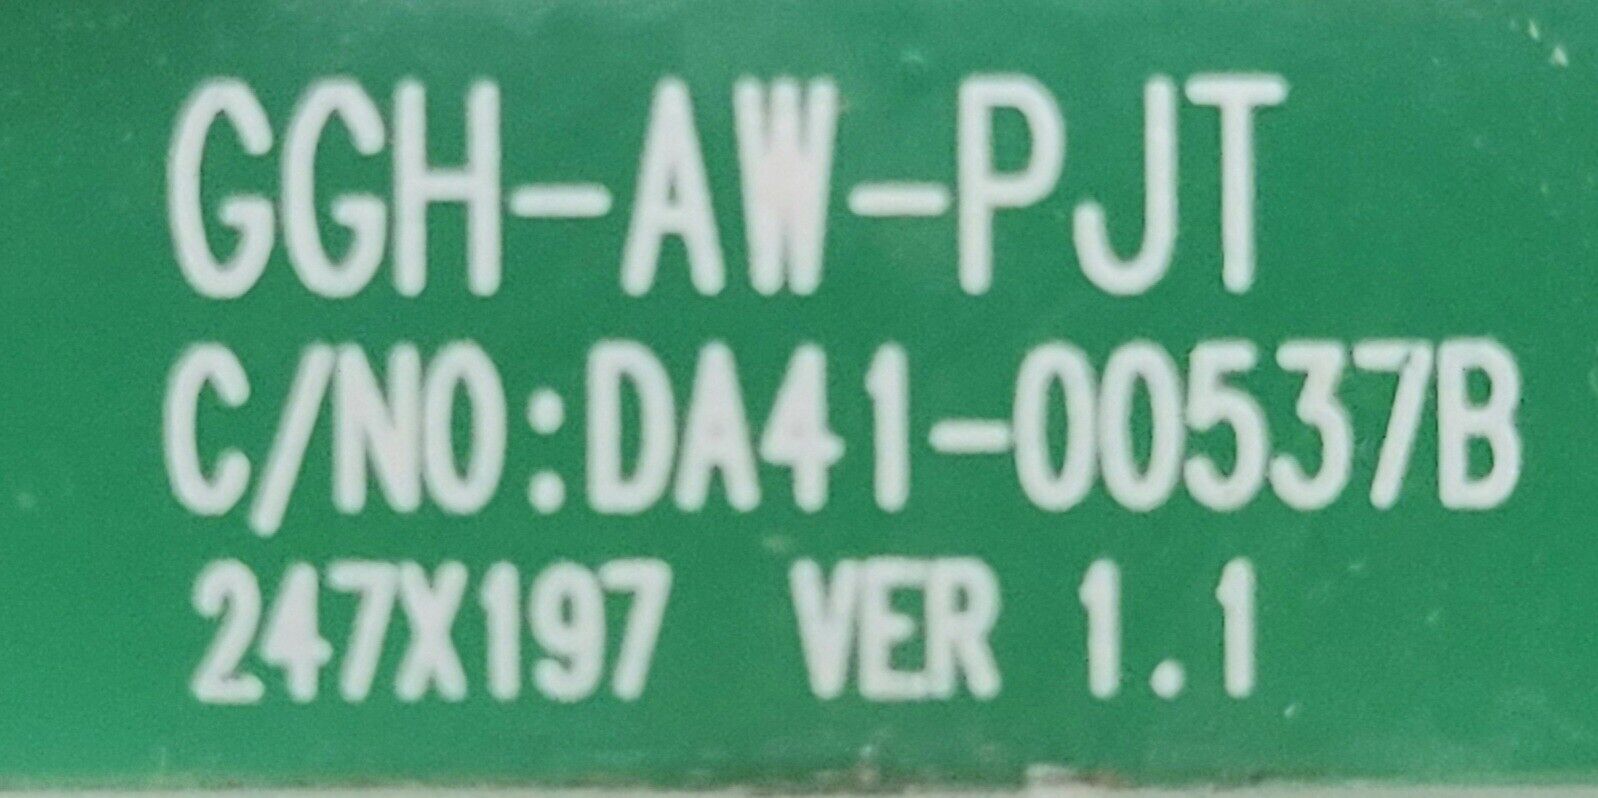 GGH-AW-PJT
C/NO:DA41-00537B
247X197 VER 1.1